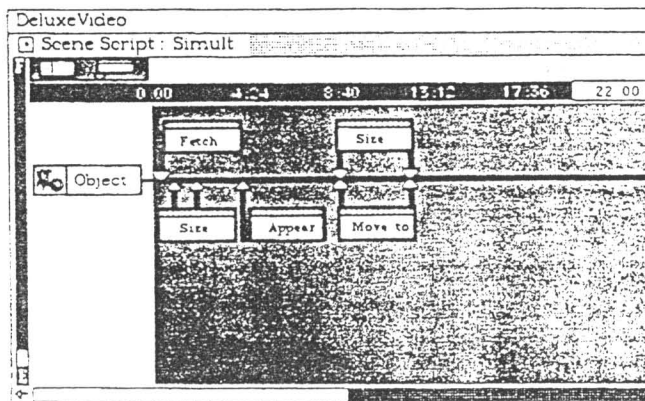 DeluxeVideo
Scene Script : Simult
0:00 4:24 8:40 13:12 17:36 22 00
Fetch Size
Object
Size Appear Move to